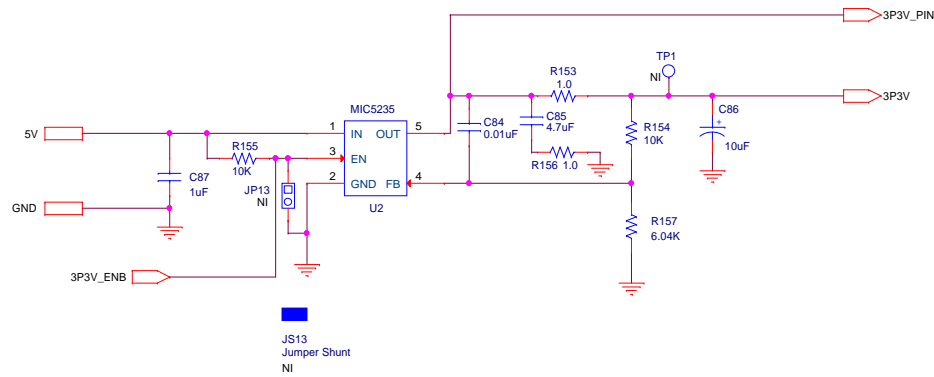 3P3V_PIN
TP1
NI
R153
1.0
3P3V
MIC5235
C84
0.01uF
C85
4.7uF
C86
10uF
5V
1
IN
OUT
5
R154
10K
R155
10K
3
EN
R156
1.0
C87
1uF
JP13
NI
2
GND
FB
4
U2
GND
R157
6.04K
3P3V_ENB
JS13
Jumper Shunt
NI